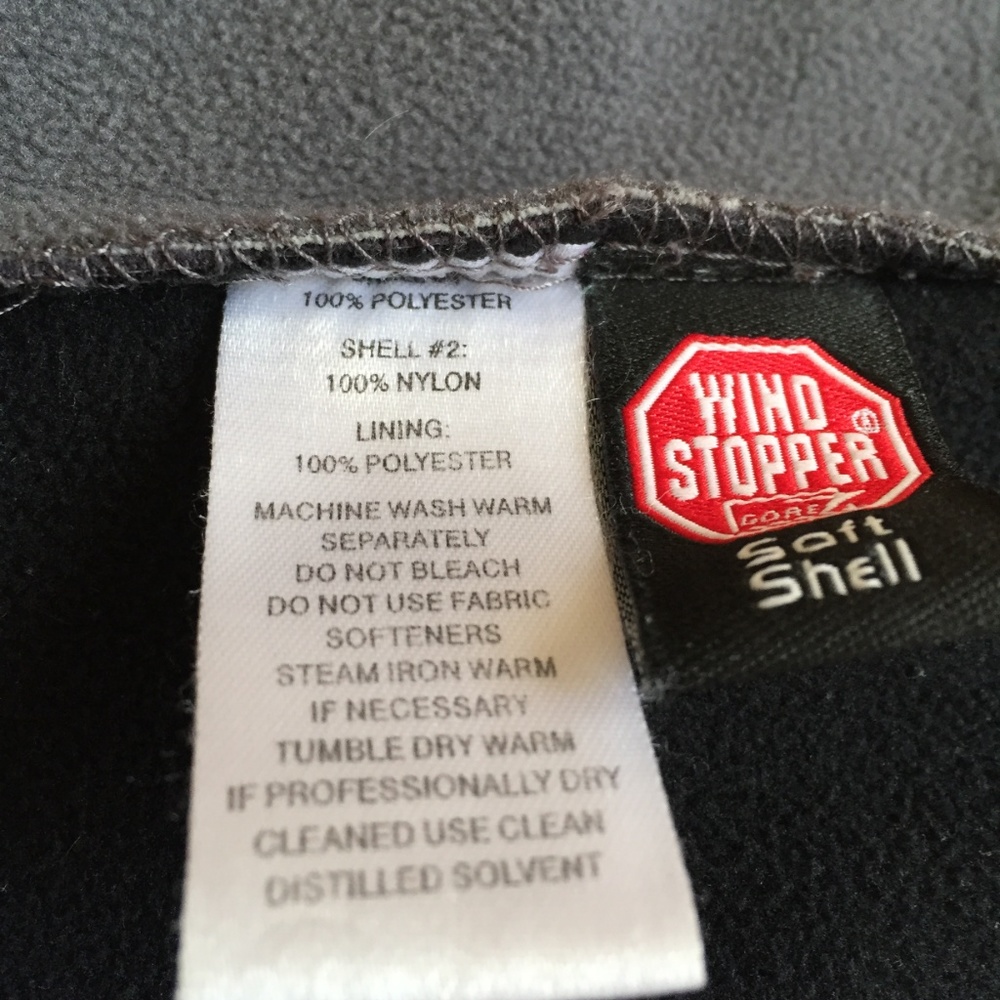 100% POLYESTER
SHELL #2:
100% NYLON
LINING:
100% POLYESTER
MACHINE WASH WARM
SEPARATELY
DO NOT BLEACH
DO NOT USE FABRIC
SOFTENERS
STEAM IRON WARM
IF NECESSARY
TUMBLE DRY WARM
IF PROFESSIONALLY DRY
CLEANED USE CLEAN
DISTILLED SOLVENT
WIND
STOPPER®
GORE
Soft
Shell